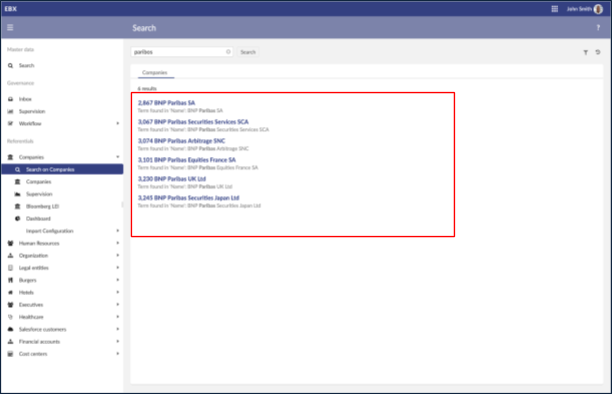 EBX
John Smith
Search
?
Master data
Search
Governance
Inbox
Supervision
Workflow
Referentials
Companies
Search on Companies
Companies
Supervision
Bloomberg LEI
Dashboard
Import Configuration
Human Resources
Organization
Legal entities
Burgers
Hotels
Executives
Healthcare
Salesforce customers
Financial accounts
Cost centers
paribas
Search
Companies
6 results
2,867 BNP Paribas SA
Term found in 'Name': BNP Paribas SA
3,067 BNP Paribas Securities Services SCA
Term found in 'Name': BNP Paribas Securities Services SCA
3,074 BNP Paribas Arbitrage SNC
Term found in 'Name': BNP Paribas Arbitrage SNC
3,101 BNP Paribas Equities France SA
Term found in 'Name': BNP Paribas Equities France SA
3,230 BNP Paribas UK Ltd
Term found in 'Name': BNP Paribas UK Ltd
3,245 BNP Paribas Securities Japan Ltd
Term found in 'Name': BNP Paribas Securities Japan Ltd